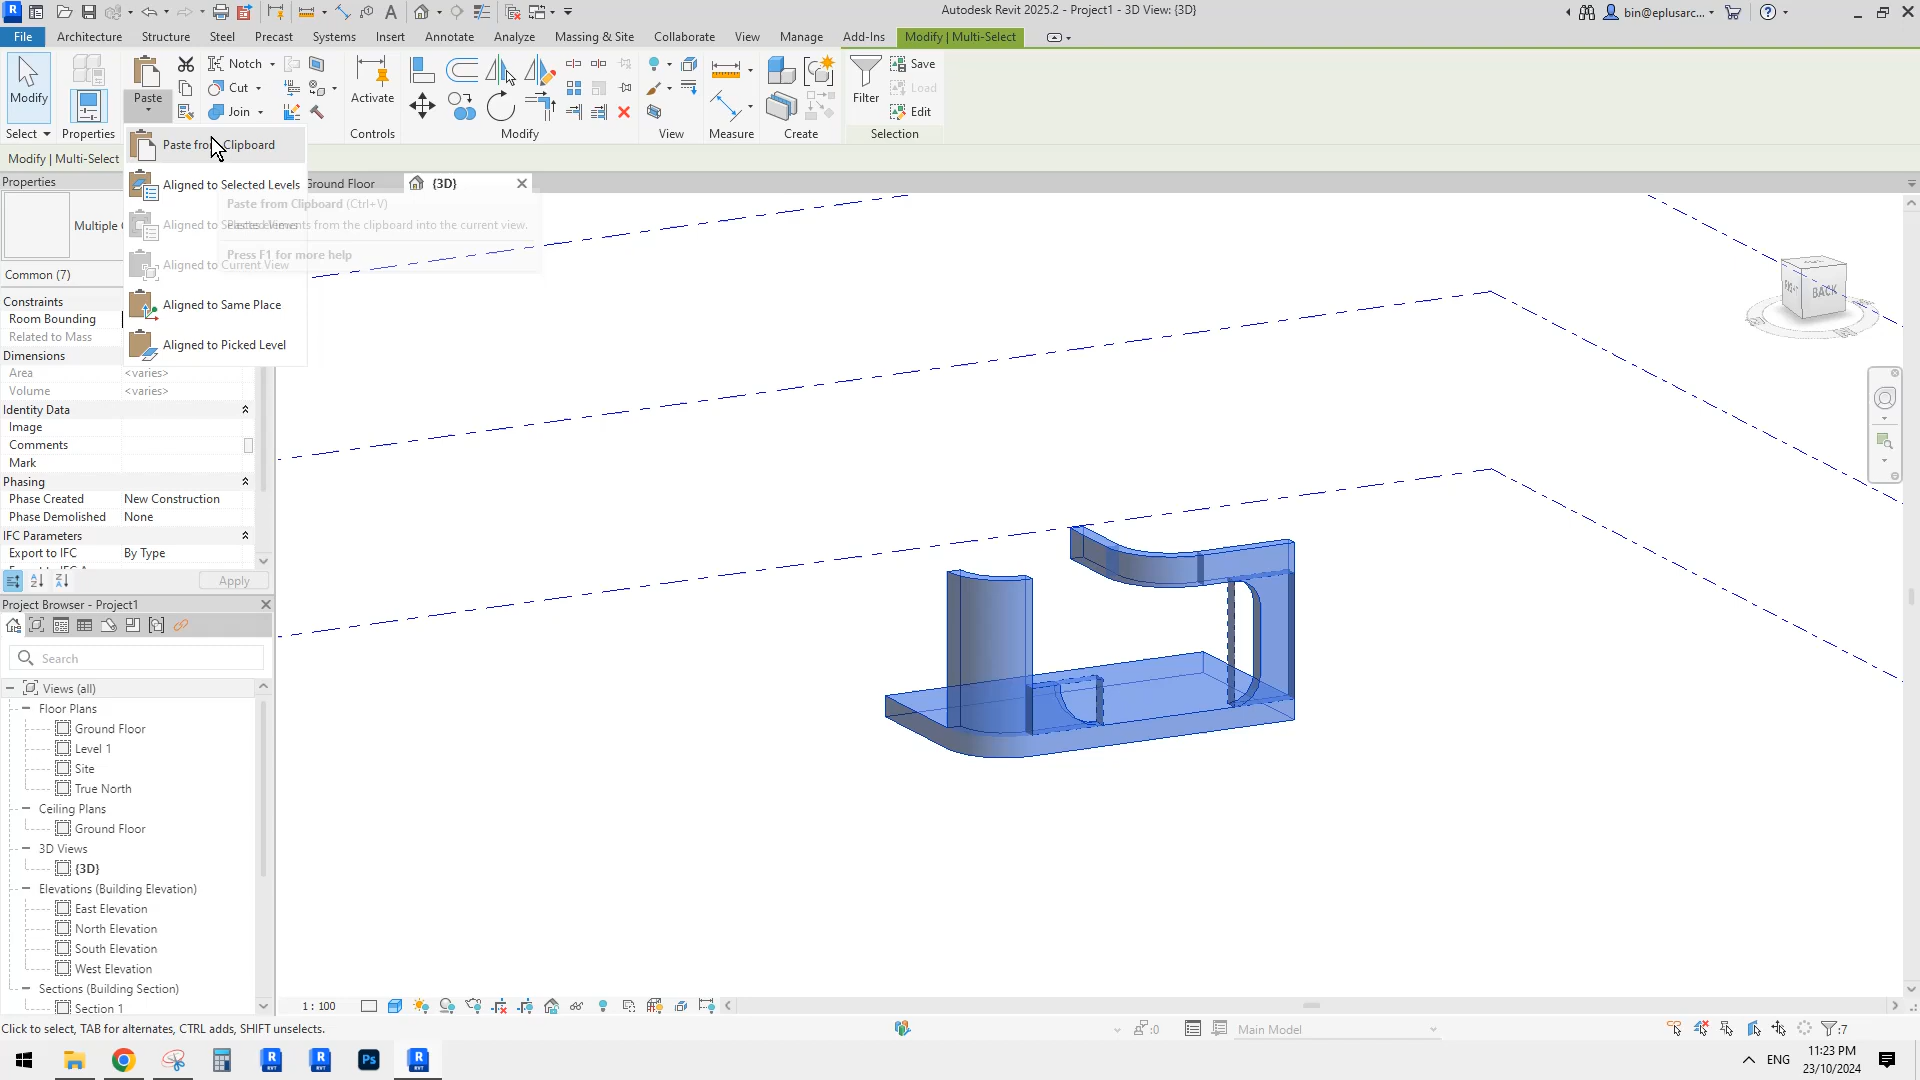 Autodesk Revit 2025.2 - Project1 - 3D View: {3D}
bin@eplusarc...
File Architecture Structure Steel Precast Systems Insert Annotate Analyze Massing & Site Collaborate View Manage Add-Ins Modify | Multi-Select
Modify Paste Notch Cut Join Activate Filter Save Load Edit
Select Properties Controls Modify View Measure Create Selection
Paste from Clipboard
Modify | Multi-Select
Properties
Ground Floor
{3D}
Aligned to Selected Levels
Paste from Clipboard (Ctrl+V)
Multiple
Aligned to
elements from the clipboard into the current view.
Press F1 for more help
Aligned to Current View
Common (7)
Constraints
Aligned to Same Place
Room Bounding
Related to Mass
Aligned to Picked Level
Dimensions
Area <varies>
Volume <varies>
Identity Data
Image
Comments
Mark
Phasing
Phase Created New Construction
Phase Demolished None
IFC Parameters
Export to IFC By Type
Apply
Project Browser - Project1
Search
Views (all)
Floor Plans
Ground Floor
Level 1
Site
True North
Ceiling Plans
Ground Floor
3D Views
{3D}
Elevations (Building Elevation)
East Elevation
North Elevation
South Elevation
West Elevation
Sections (Building Section)
Section 1
BACK
1 : 100
Click to select, TAB for alternates, CTRL adds, SHIFT unselects.
:0
Main Model
:7
ENG
11:23 PM
23/10/2024